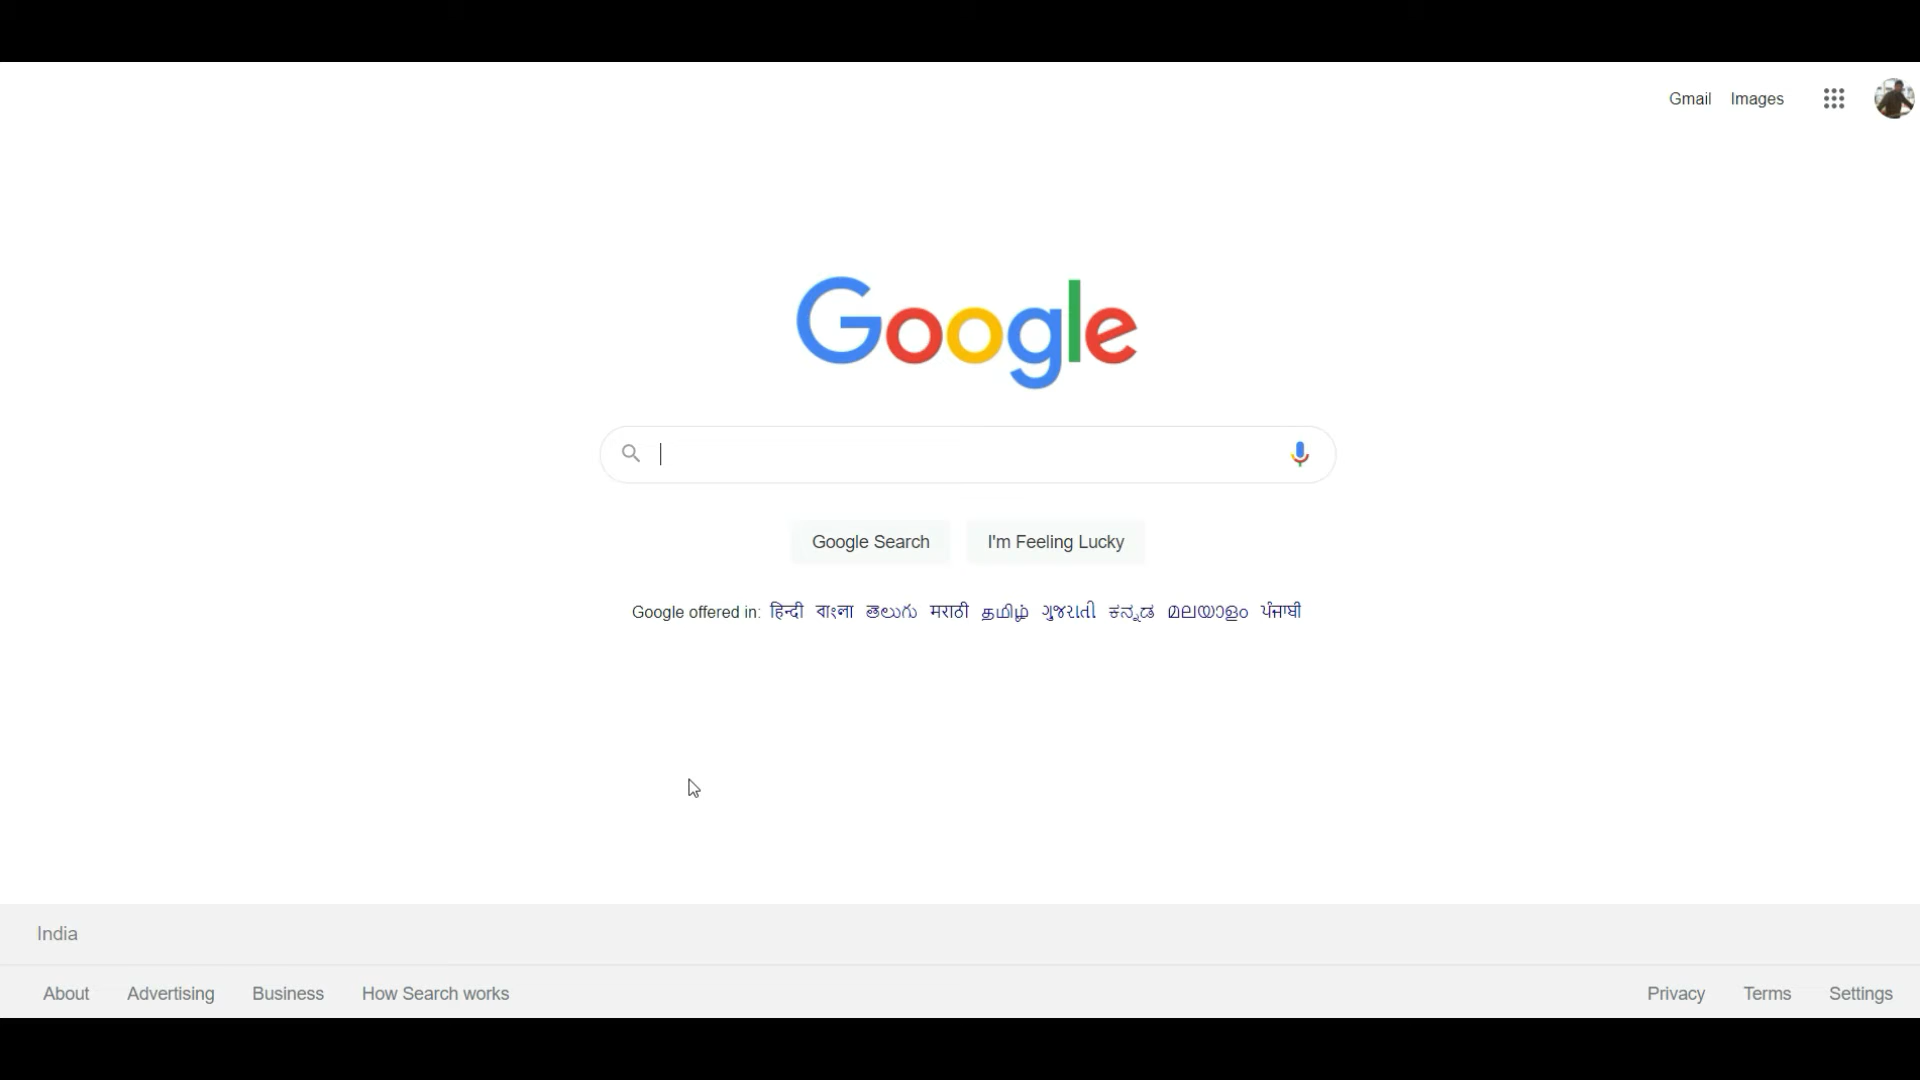 Gmail Images
Google
Google Search I'm Feeling Lucky
Google offered in: हिन्दी বাংলা తెలుగు मराठी தமிழ் ગુજરાતી ಕನ್ನಡ മലയാളം ਪੰਜਾਬੀ
India
About Advertising Business How Search works Privacy Terms Settings